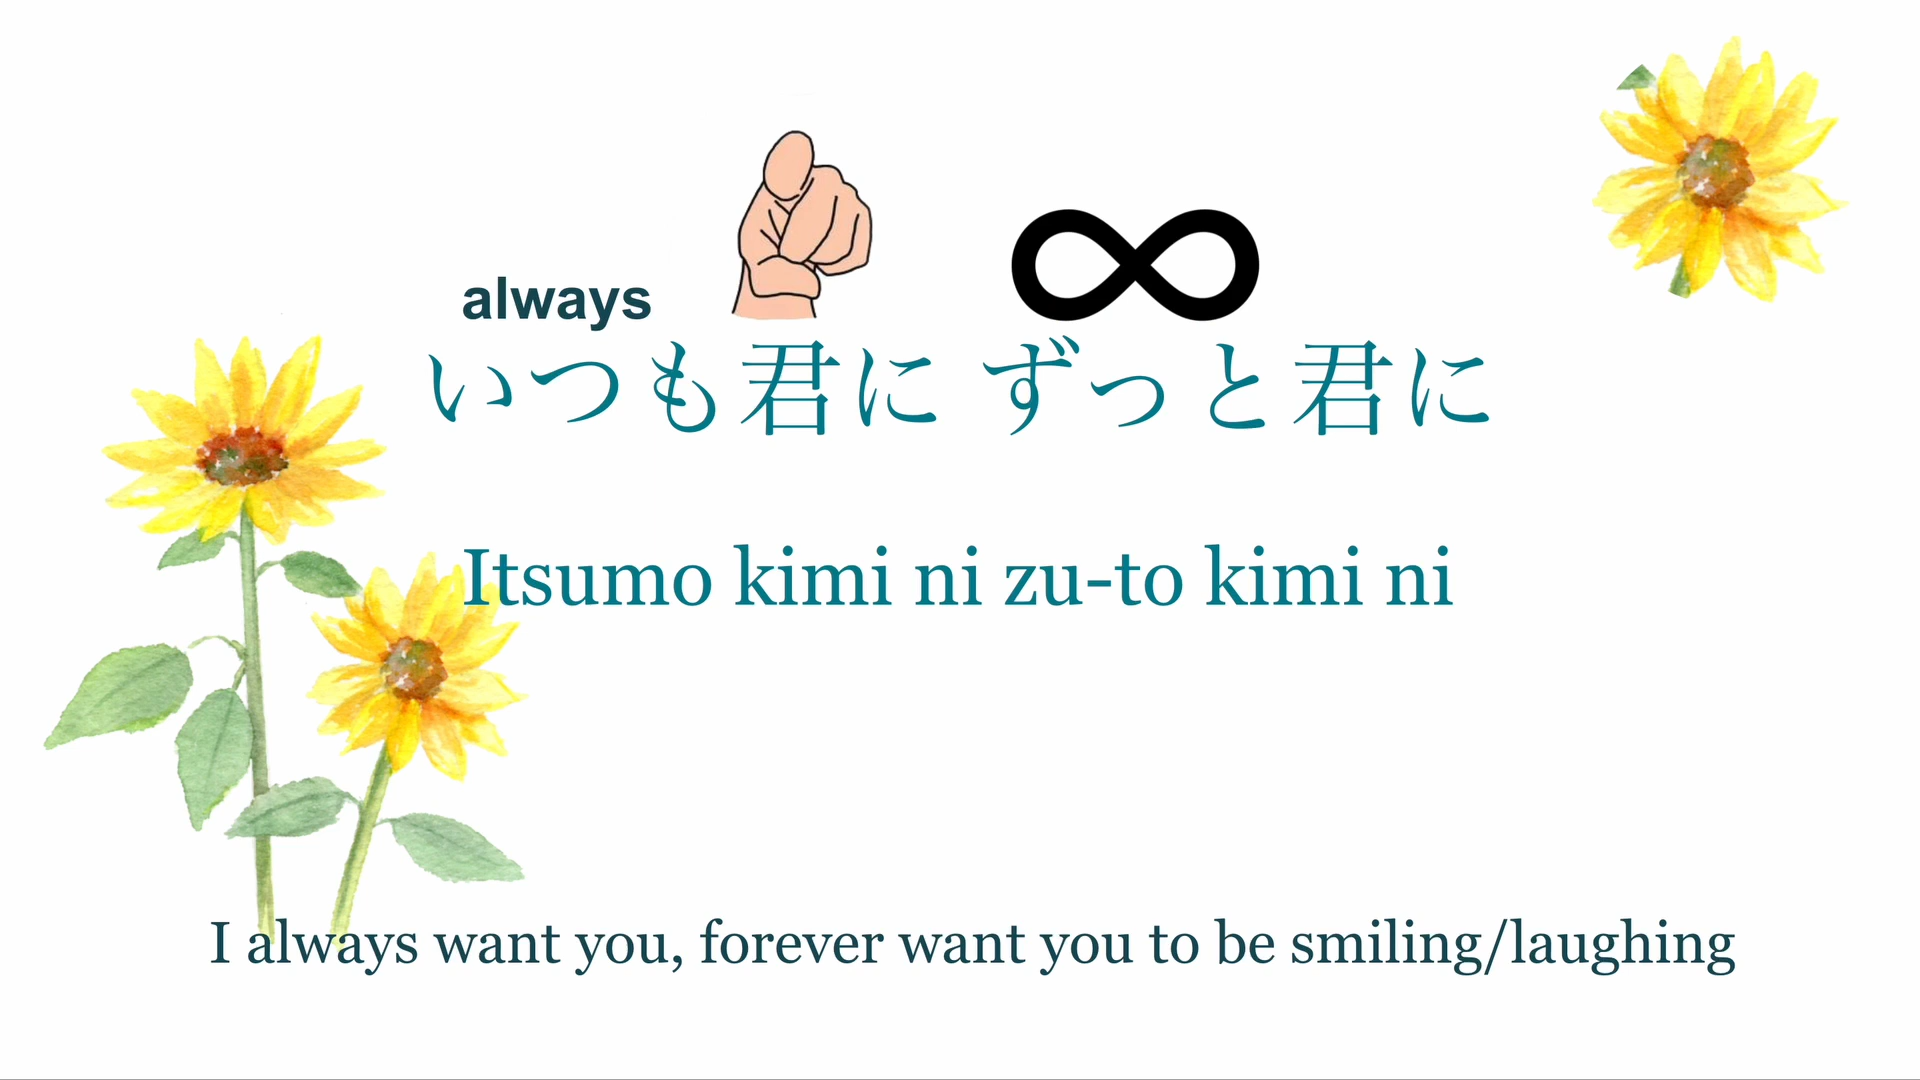 always
いつも君に ずっと君に
Itsumo kimi ni zu-to kimi ni
I always want you, forever want you to be smiling/laughing